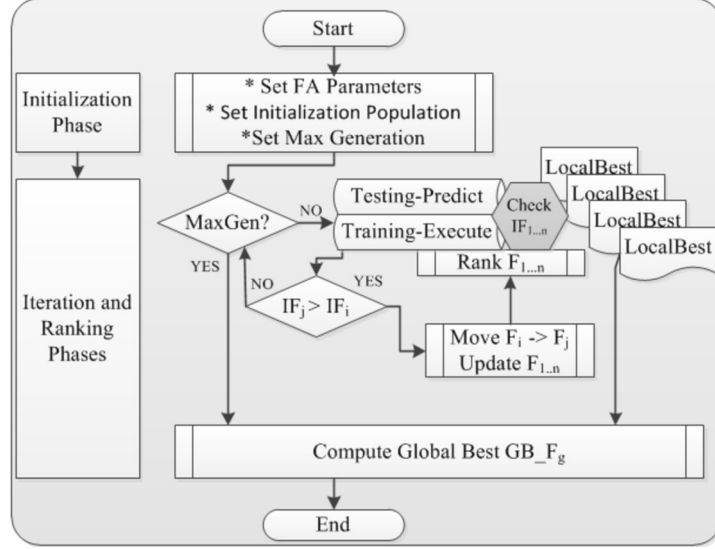 Start
Initialization
Phase
* Set FA Parameters
* Set Initialization Population
*Set Max Generation
MaxGen?
NO
YES
Testing-Predict
Training-Execute
Check
IF1...n
LocalBest
LocalBest
LocalBest
LocalBest
Rank F1...n
NO
YES
IFj > IFi
Iteration and
Ranking
Phases
Move Fi -> Fj
Update F1..n
Compute Global Best GB_Fg
End